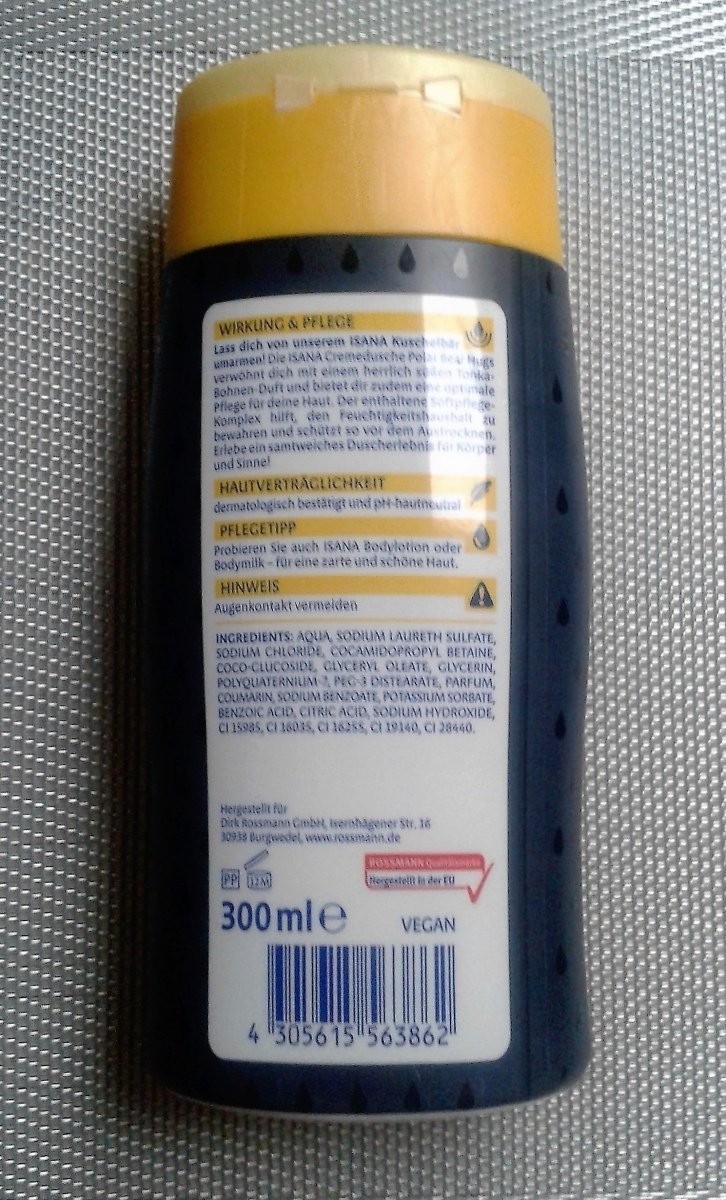 WIRKUNG & PFLEGE
Lass dich von unserem ISANA Kuschelbär
umarmen! Die ISANA Cremedusche Polar Bear Hugs
verwöhnt dich mit einem herrlich süßen Tonka-
Bohnen-Duft und bietet dir zudem eine optimale
Pflege für deine Haut. Der enthaltene Softpflege-
Komplex hilft, den Feuchtigkeitshaushalt zu
bewahren und schützt so vor dem Austrocknen.
Erlebe ein samtweiches Duscherlebnis für Körper
und Sinne!
HAUTVERTRÄGLICHKEIT
dermatologisch bestätigt und pH-hautneutral
PFLEGETIPP
Probieren Sie auch ISANA Bodylotion oder
Bodymilk – für eine zarte und schöne Haut.
HINWEIS
Augenkontakt vermeiden
INGREDIENTS: AQUA, SODIUM LAURETH SULFATE,
SODIUM CHLORIDE, COCAMIDOPROPYL BETAINE,
COCO-GLUCOSIDE, GLYCERYL OLEATE, GLYCERIN,
POLYQUATERNIUM-7, PEG-3 DISTEARATE, PARFUM,
COUMARIN, SODIUM BENZOATE, POTASSIUM SORBATE,
BENZOIC ACID, CITRIC ACID, SODIUM HYDROXIDE,
CI 15985, CI 16035, CI 16255, CI 19140, CI 28440.
Hergestellt für
Dirk Rossmann GmbH, Isernhägener Str. 16
30938 Burgwedel, www.rossmann.de
PP 12M
ROSSMANN Qualitätsmarke
Hergestellt in der EU
300 ml e VEGAN
4 305615 563862